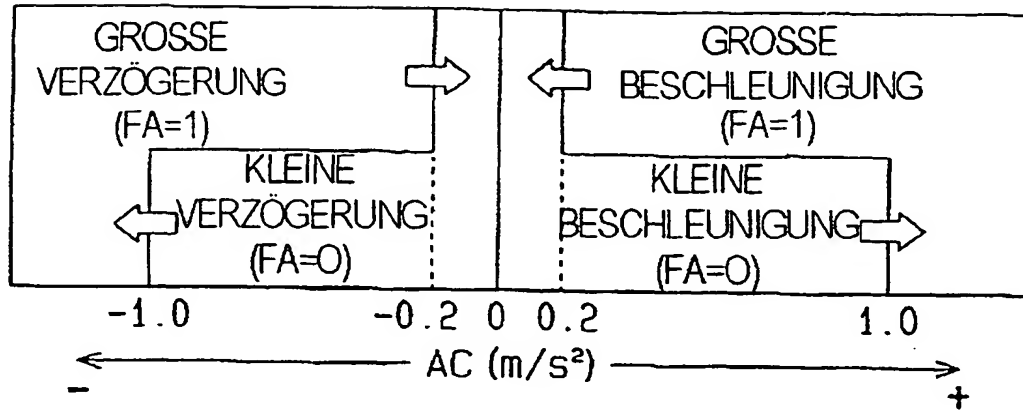 GROSSE
VERZÖGERUNG
(FA=1)
GROSSE
BESCHLEUNIGUNG
(FA=1)
KLEINE
VERZÖGERUNG
(FA=0)
KLEINE
BESCHLEUNIGUNG
(FA=0)
-1.0 -0.2 0 0.2 1.0
- AC (m/s²) +